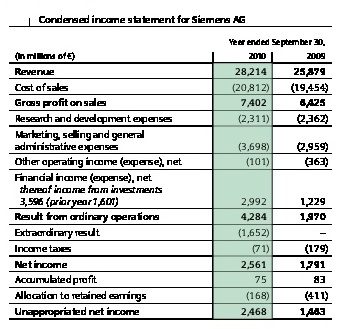 Condensed income statement for Siemens AG
Year ended September 30,
(in millions of €) 2010 2009
Revenue 28,214 25,879
Cost of sales (20,812) (19,454)
Gross profit on sales 7,402 6,425
Research and development expenses (2,311) (2,362)
Marketing, selling and general
administrative expenses (3,698) (2,959)
Other operating income (expense), net (101) (363)
Financial income (expense), net
thereof income from investments
3,596 (prior year 1,601) 2,992 1,229
Result from ordinary operations 4,284 1,970
Extraordinary result (1,652) –
Income taxes (71) (179)
Net income 2,561 1,791
Accumulated profit 75 83
Allocation to retained earnings (168) (411)
Unappropriated net income 2,468 1,463